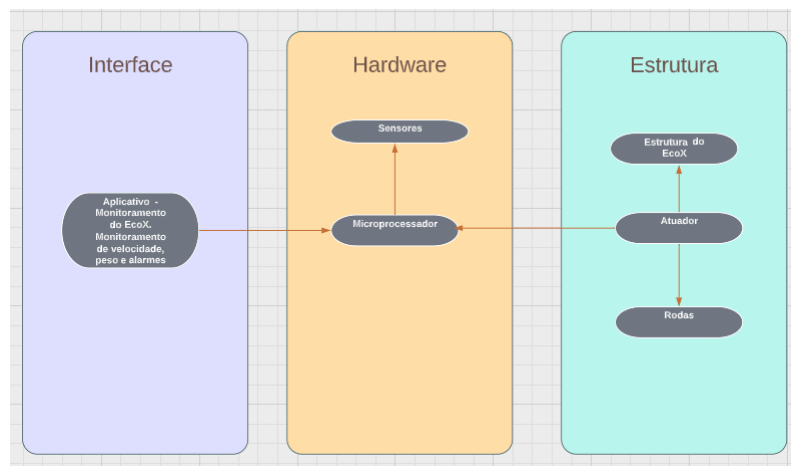 Interface
Hardware
Estrutura
Sensores
Estrutura do
EcoX
Aplicativo -
Monitoramento
do EcoX.
Monitoramento
de velocidade,
peso e alarmes
Microprocessador
Atuador
Rodas